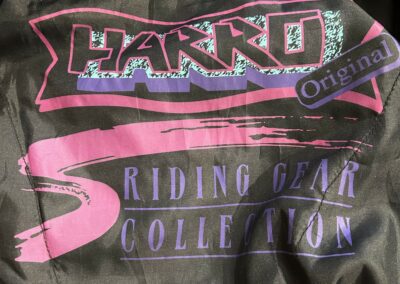 HARRO
Original
RIDING GEAR
COLLECTION